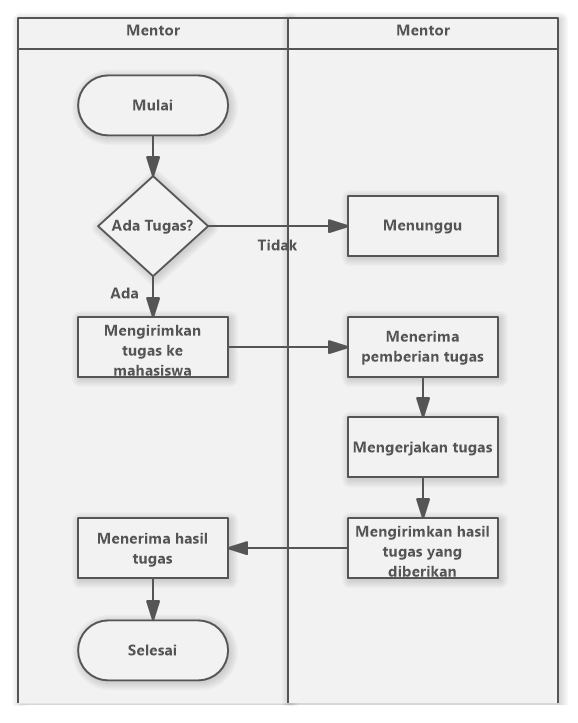 Mentor
Mentor
Mulai
Ada Tugas?
Tidak
Menunggu
Ada
Mengirimkan
tugas ke
mahasiswa
Menerima
pemberian tugas
Mengerjakan tugas
Mengirimkan hasil
tugas yang
diberikan
Menerima hasil
tugas
Selesai